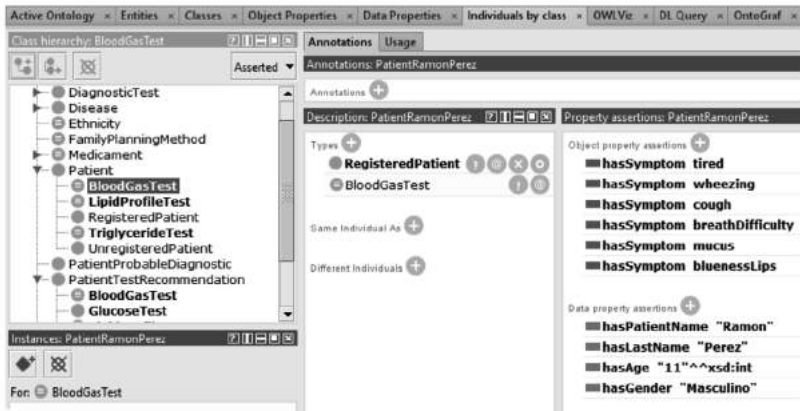 Active Ontology × Entities × Classes × Object Properties × Data Properties × Individuals by class × OWLViz × DL Query × OntoGraf ×
Class hierarchy: BloodGasTest
Asserted
DiagnosticTest
Disease
Ethnicity
FamilyPlanningMethod
Medicament
Patient
BloodGasTest
LipidProfileTest
RegisteredPatient
TriglycerideTest
UnregisteredPatient
PatientProbableDiagnostic
PatientTestRecommendation
BloodGasTest
GlucoseTest
Instances: PatientRamonPerez
For: BloodGasTest
Annotations Usage
Annotations: PatientRamonPerez
Annotations
Description: PatientRamonPerez
Types
RegisteredPatient
BloodGasTest
Same Individual As
Different Individuals
Property assertions: PatientRamonPerez
Object property assertions
hasSymptom tired
hasSymptom wheezing
hasSymptom cough
hasSymptom breathDifficulty
hasSymptom mucus
hasSymptom bluenessLips
Data property assertions
hasPatientName "Ramon"
hasLastName "Perez"
hasAge "11"^^xsd:int
hasGender "Masculino"